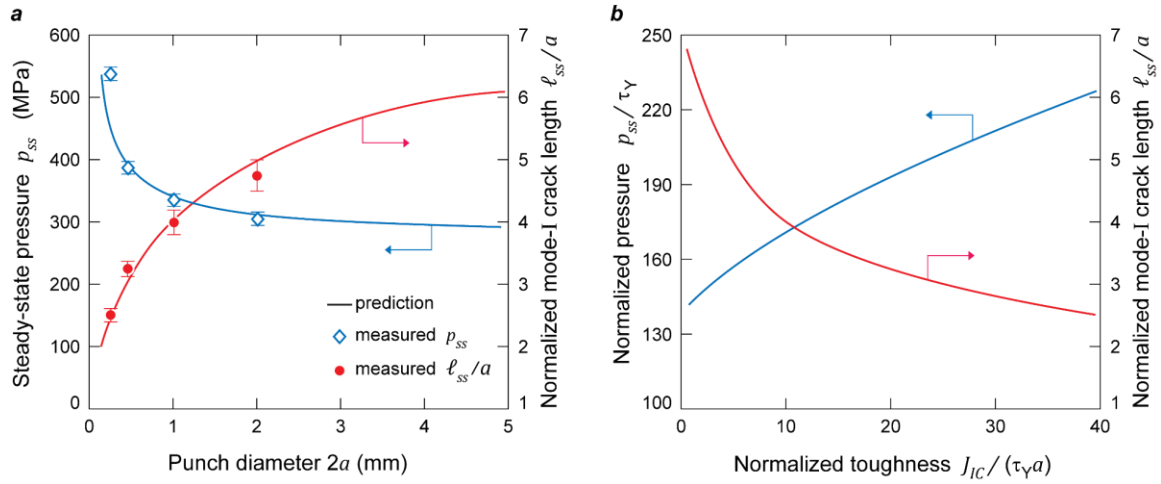 a
600
500
400
300
200
100
0
Steady-state pressure p_ss (MPa)
7
6
5
4
3
2
1
Normalized mode-I crack length ℓ_ss/a
prediction
measured p_ss
measured ℓ_ss/a
0 1 2 3 4 5
Punch diameter 2a (mm)
b
250
220
190
160
130
100
Normalized pressure p_ss/τ_Y
7
6
5
4
3
2
1
Normalized mode-I crack length ℓ_ss/a
0 10 20 30 40
Normalized toughness J_IC/(τ_Y a)